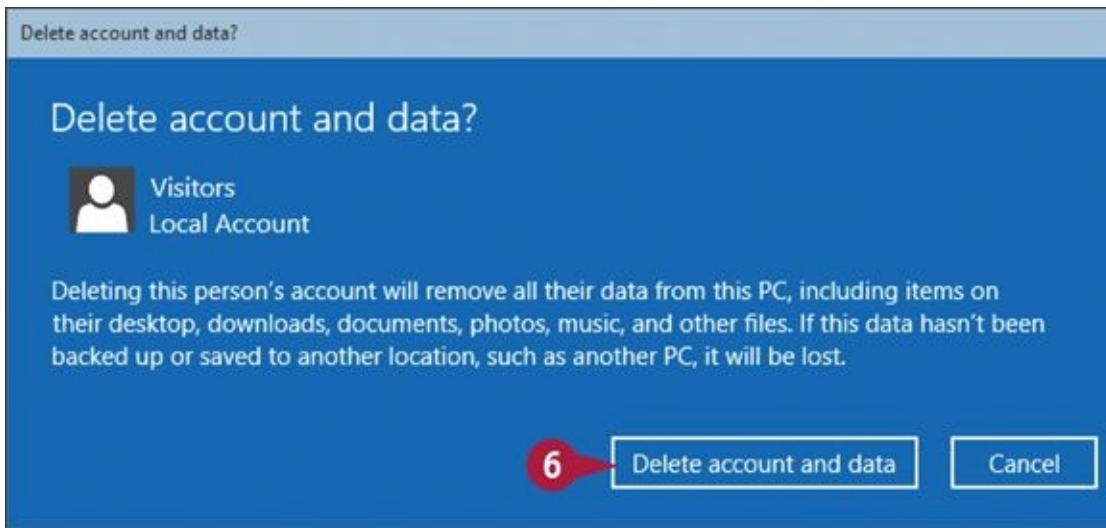 Delete account and data?
Delete account and data?
Visitors
Local Account
Deleting this person's account will remove all their data from this PC, including items on
their desktop, downloads, documents, photos, music, and other files. If this data hasn't been
backed up or saved to another location, such as another PC, it will be lost.
6 Delete account and data Cancel